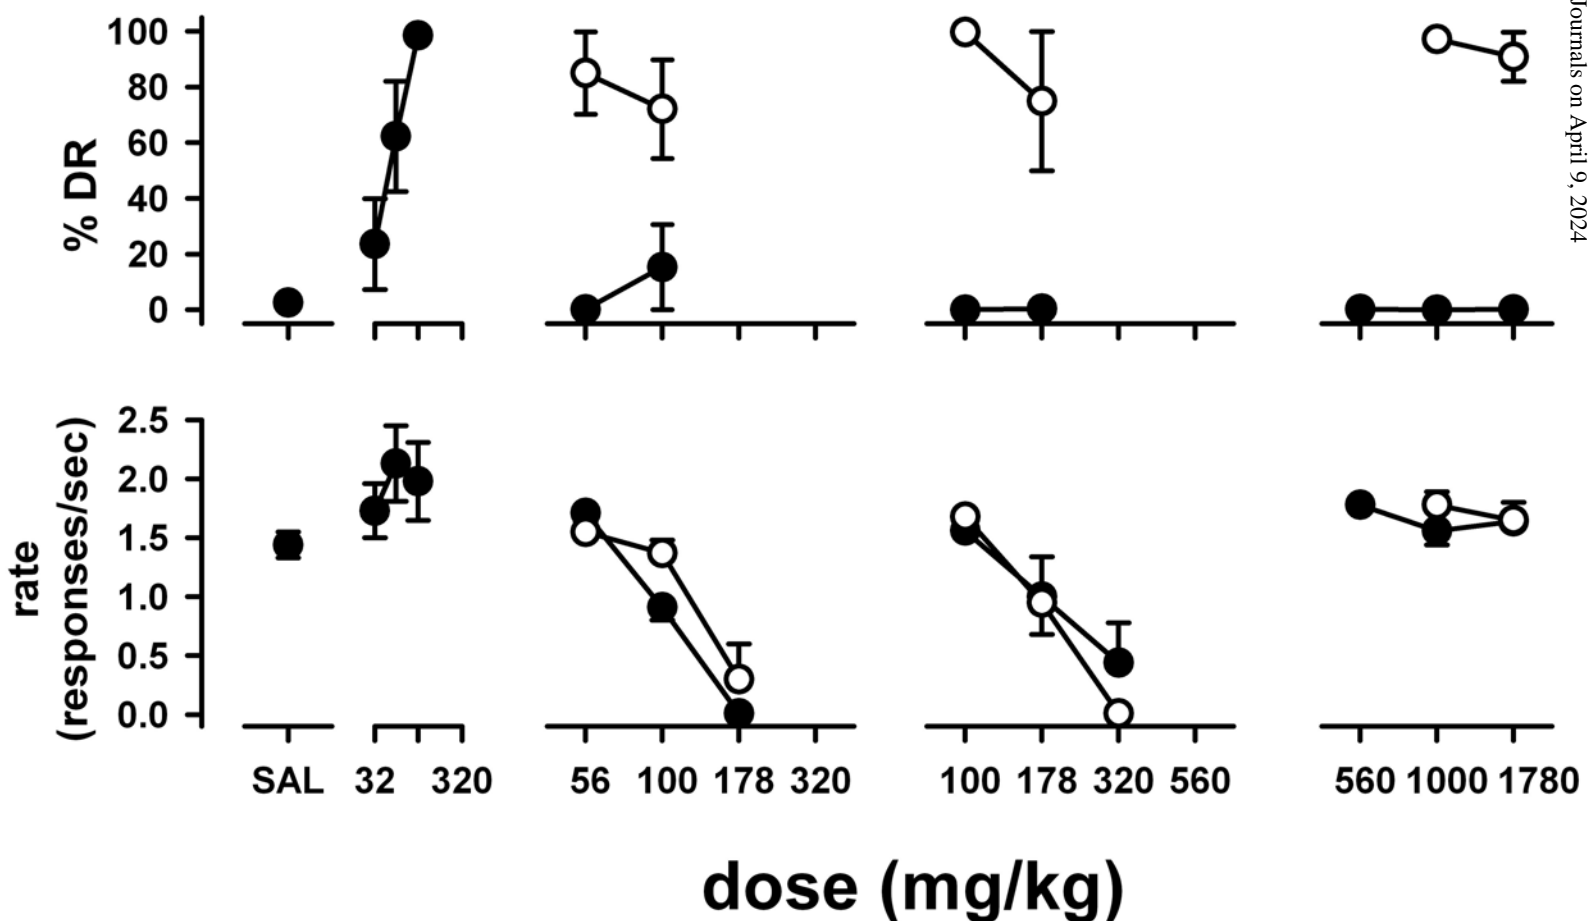 100
80
60
40
20
0
% DR
2.5
2.0
1.5
1.0
0.5
0.0
rate
(responses/sec)
SAL 32 320 56 100 178 320 100 178 320 560 560 1000 1780
dose (mg/kg)
Journals on April 9, 2024